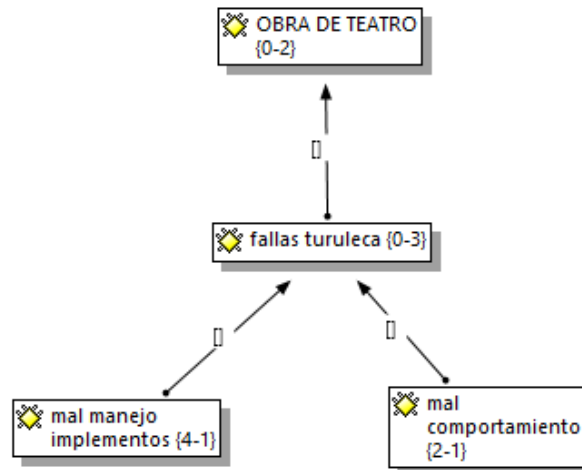 OBRA DE TEATRO
{0-2}
[]
fallas turuleca {0-3}
[]
[]
mal manejo
implementos {4-1}
mal
comportamiento
{2-1}